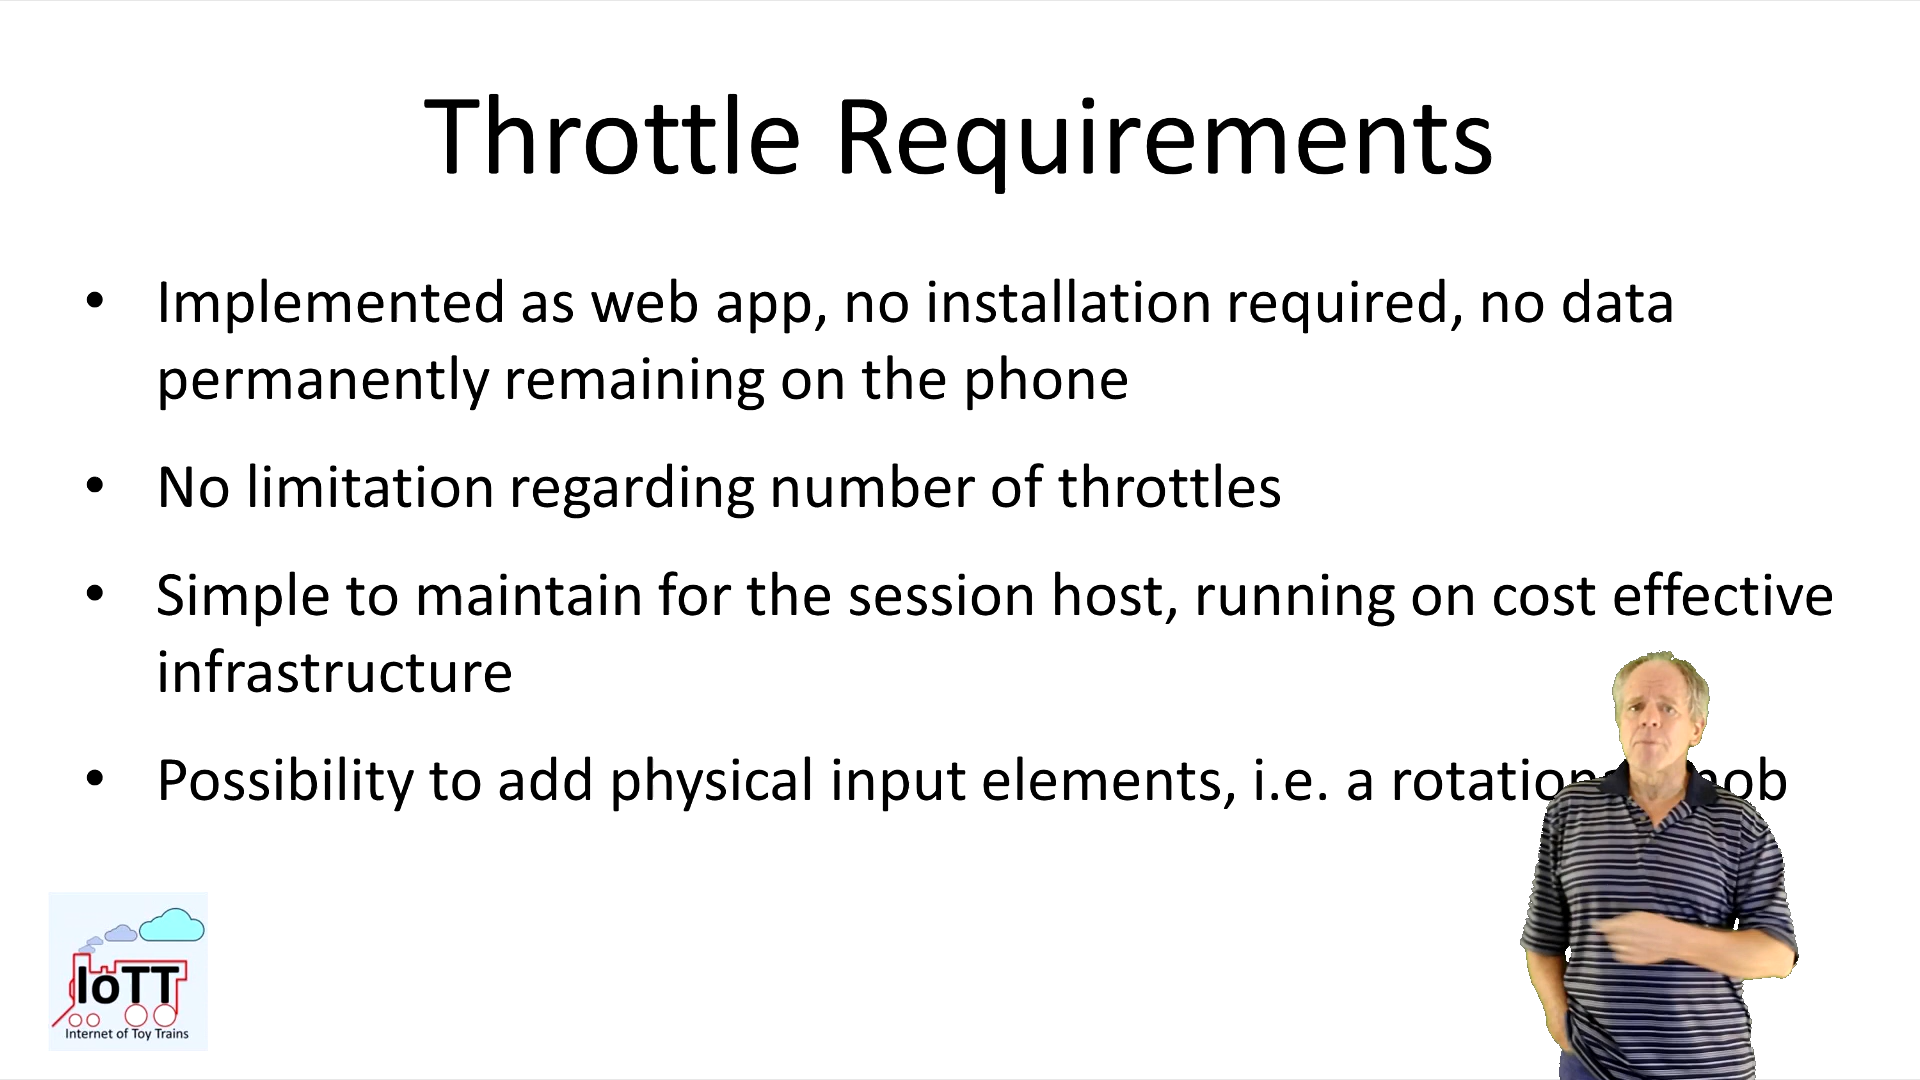 Throttle Requirements
• Implemented as web app, no installation required, no data
permanently remaining on the phone
• No limitation regarding number of throttles
• Simple to maintain for the session host, running on cost effective
infrastructure
• Possibility to add physical input elements, i.e. a
IoTT
Internet of Toy Trains